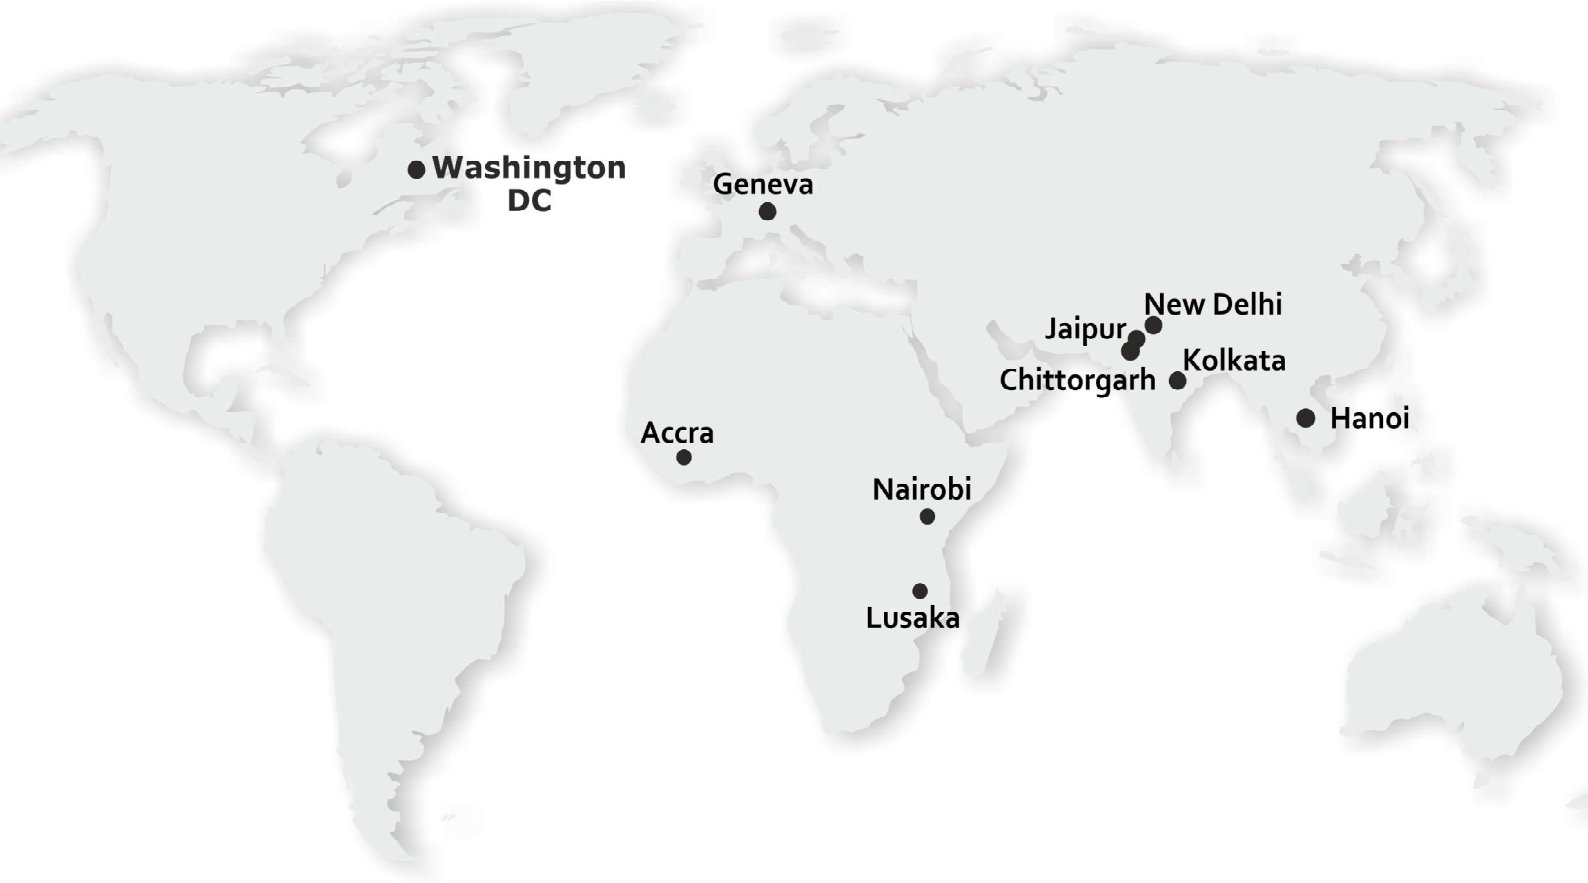 Washington
DC
Geneva
New Delhi
Jaipur
Kolkata
Chittorgarh
Hanoi
Accra
Nairobi
Lusaka